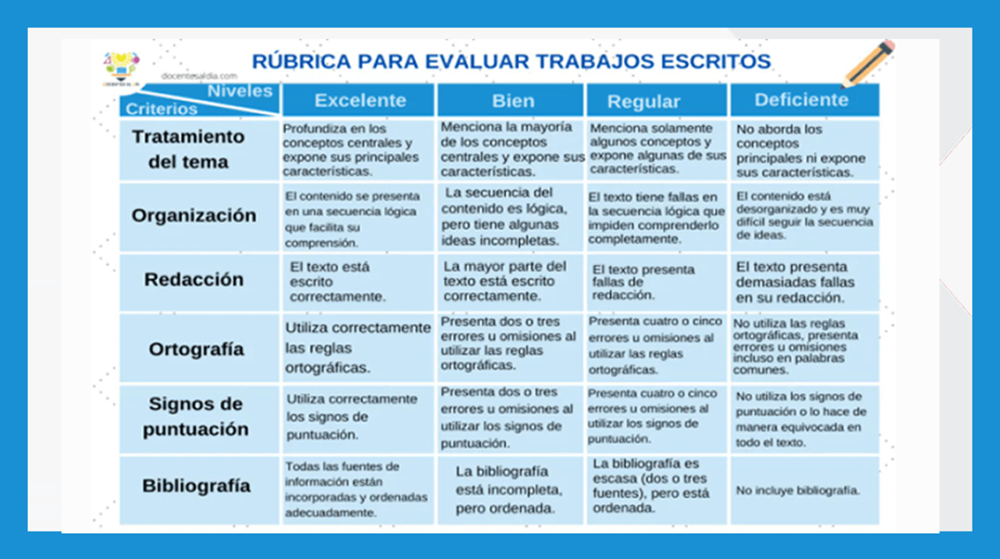 RÚBRICA PARA EVALUAR TRABAJOS ESCRITOS
docentesaldia.com
Niveles
Criterios
Excelente
Bien
Regular
Deficiente
Tratamiento
del tema
Profundiza en los
conceptos centrales y
expone sus principales
características.
Menciona la mayoría
de los conceptos
centrales y expone sus
características.
Menciona solamente
algunos conceptos y
expone algunas de sus
características.
No aborda los
conceptos
principales ni expone
sus características.
Organización
El contenido se presenta
en una secuencia lógica
que facilita su
comprensión.
La secuencia del
contenido es lógica,
pero tiene algunas
ideas incompletas.
El texto tiene fallas en
la secuencia lógica que
impiden comprenderlo
completamente.
El contenido está
desorganizado y es muy
difícil seguir la secuencia
de ideas.
Redacción
El texto está
escrito
correctamente.
La mayor parte del
texto está escrito
correctamente.
El texto presenta
fallas de
redacción.
El texto presenta
demasiadas fallas
en su redacción.
Ortografía
Utiliza correctamente
las reglas
ortográficas.
Presenta dos o tres
errores u omisiones al
utilizar las reglas
ortográficas.
Presenta cuatro o cinco
errores u omisiones al
utilizar las reglas
ortográficas.
No utiliza las reglas
ortográficas, presenta
errores u omisiones
incluso en palabras
comunes.
Signos de
puntuación
Utiliza correctamente
los signos de
puntuación.
Presenta dos o tres
errores u omisiones al
utilizar los signos de
puntuación.
Presenta cuatro o cinco
errores u omisiones al
utilizar los signos de
puntuación.
No utiliza los signos de
puntuación o lo hace de
manera equivocada en
todo el texto.
Bibliografía
Todas las fuentes de
información están
incorporadas y ordenadas
adecuadamente.
La bibliografía
está incompleta,
pero ordenada.
La bibliografía es
escasa (dos o tres
fuentes), pero está
ordenada.
No incluye bibliografía.